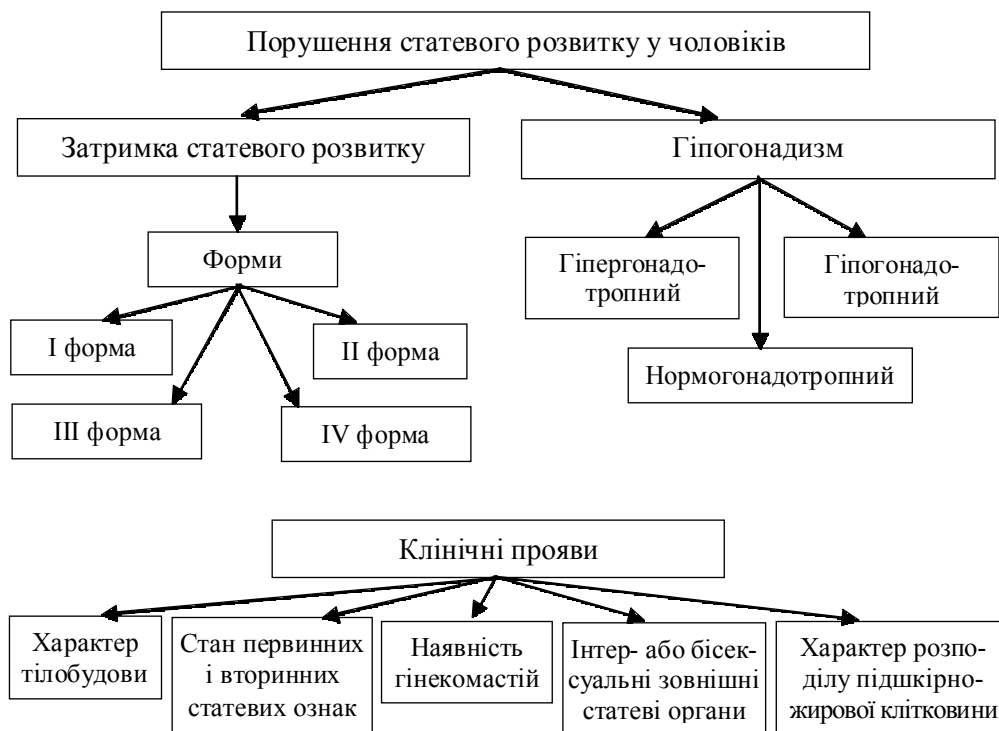 Порушення статевого розвитку у чоловіків
Затримка статевого розвитку
Гіпогонадизм
Форми
Гіпергонадо-
тропний
Гіпогонадо-
тропний
І форма
ІІ форма
Нормогонадотропний
ІІІ форма
IV форма
Клінічні прояви
Характер
тілобудови
Стан первинних
і вторинних
статевих ознак
Наявність
гінекомастій
Інтер- або бісек-
суальні зовнішні
статеві органи
Характер розпо-
ділу підшкірно-
жирової клітковини